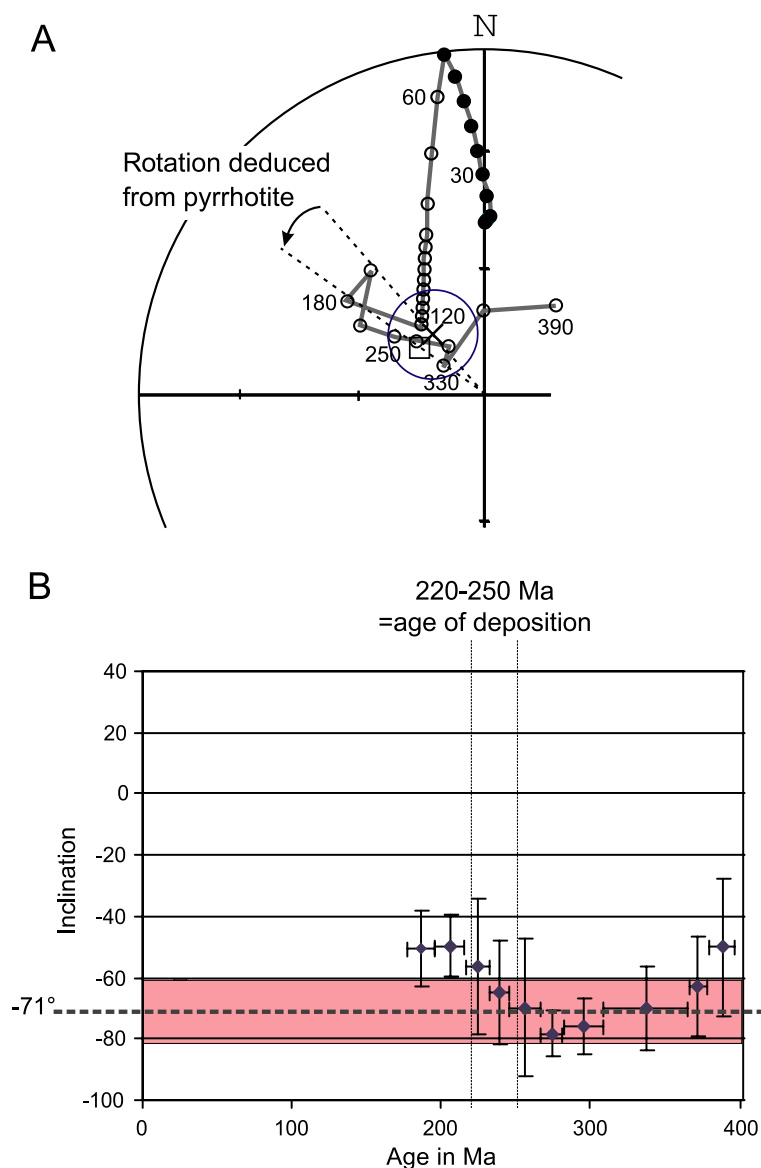 A
N
60
Rotation deduced
from pyrrhotite
30
180
120
250
390
330
B
220-250 Ma
=age of deposition
40
20
0
-20
-40
-60
-71°
-80
-100
Inclination
0
100
200
300
400
Age in Ma